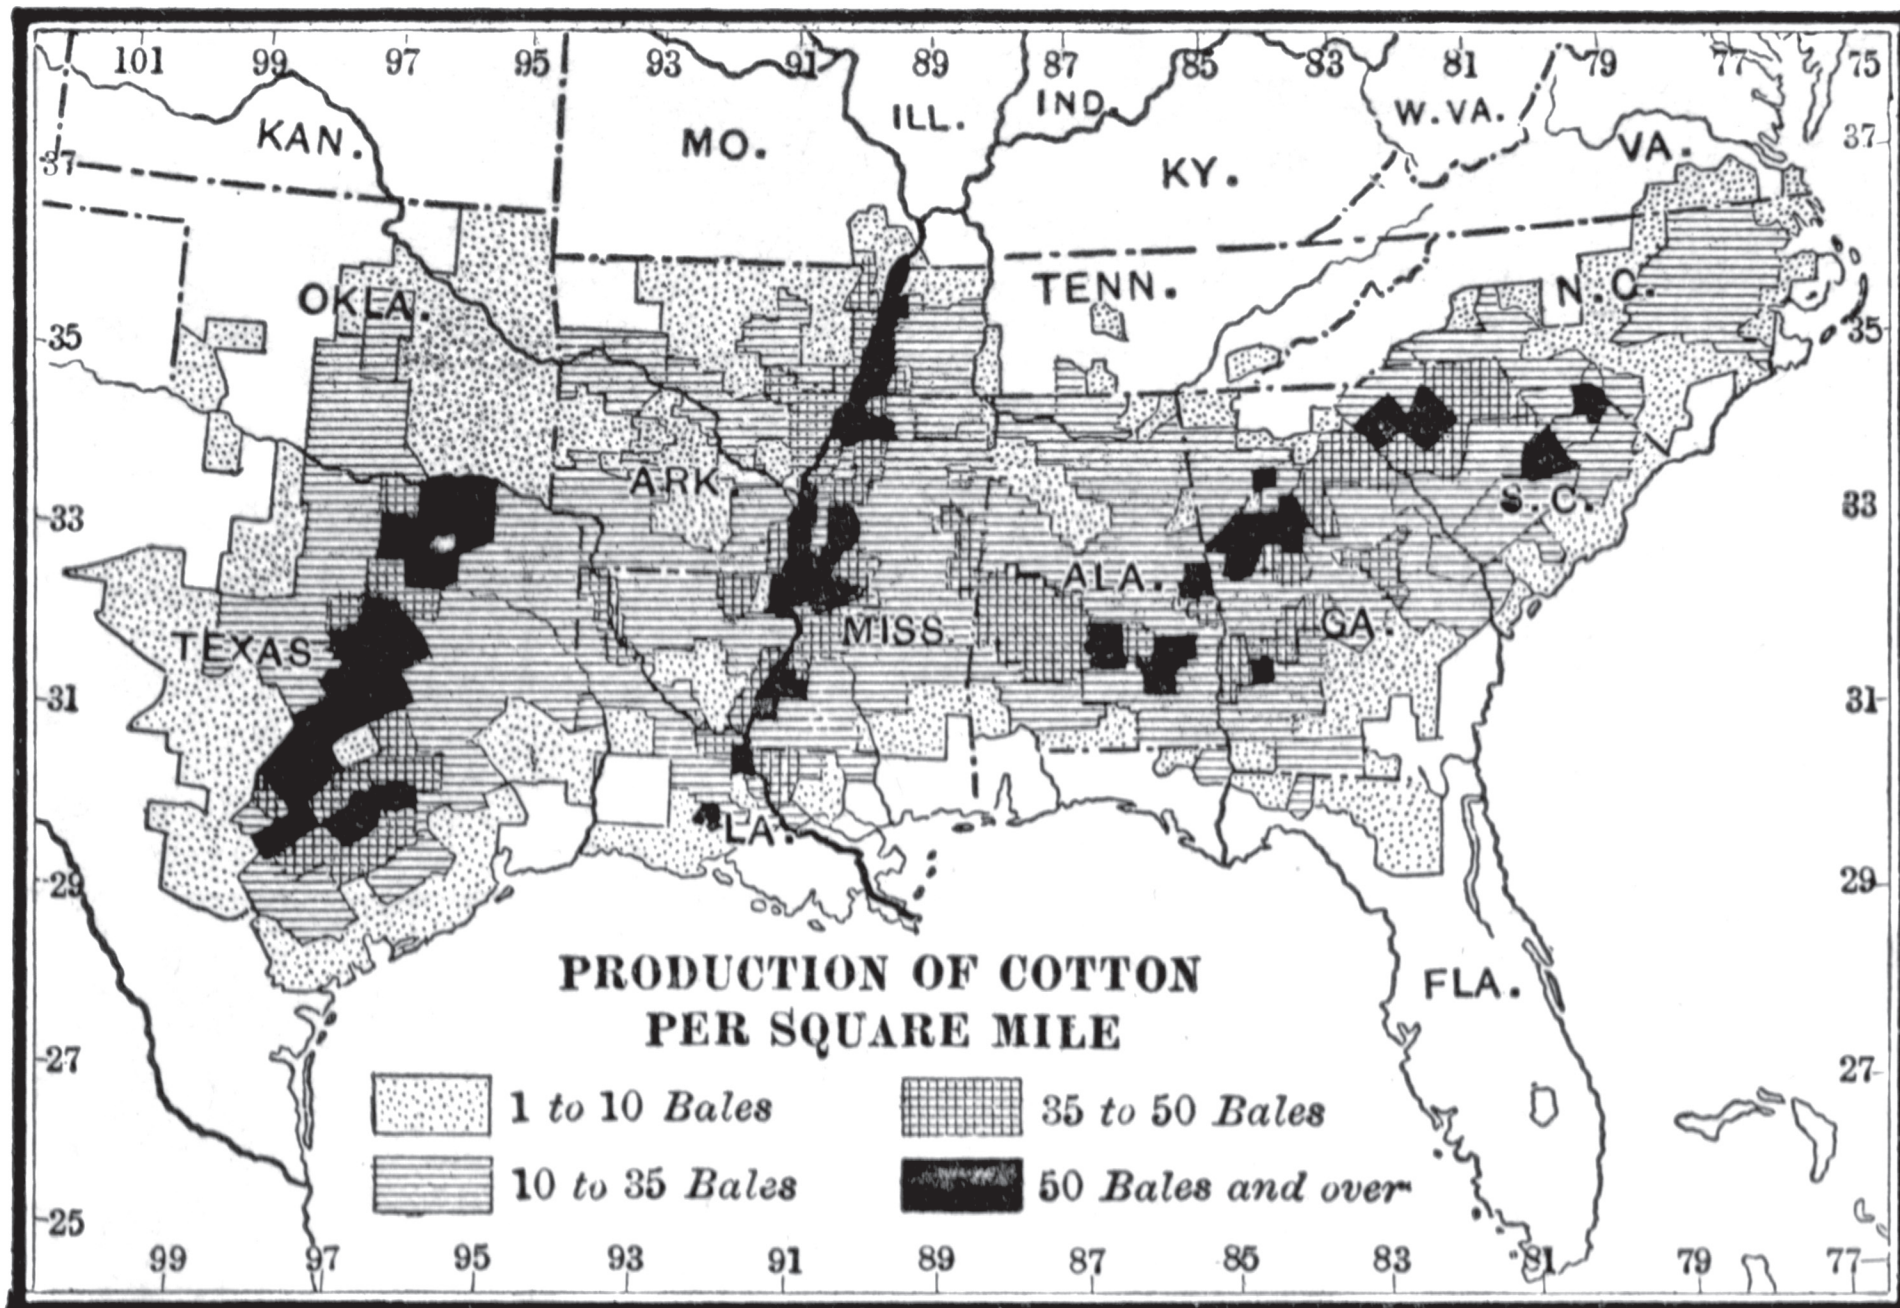 101 99 97 95 93 91 89 87 85 83 81 79 77 75
KAN. MO. ILL. IND. W.VA. VA.
37 KY. 37
OKLA. TENN. N.C.
35 35
ARK. S.C.
33 33
ALA.
TEXAS MISS. GA.
31 31
LA.
29 29
FLA.
PRODUCTION OF COTTON
PER SQUARE MILE
27 27
1 to 10 Bales 35 to 50 Bales
10 to 35 Bales 50 Bales and over
25
99 97 95 93 91 89 87 85 83 81 79 77